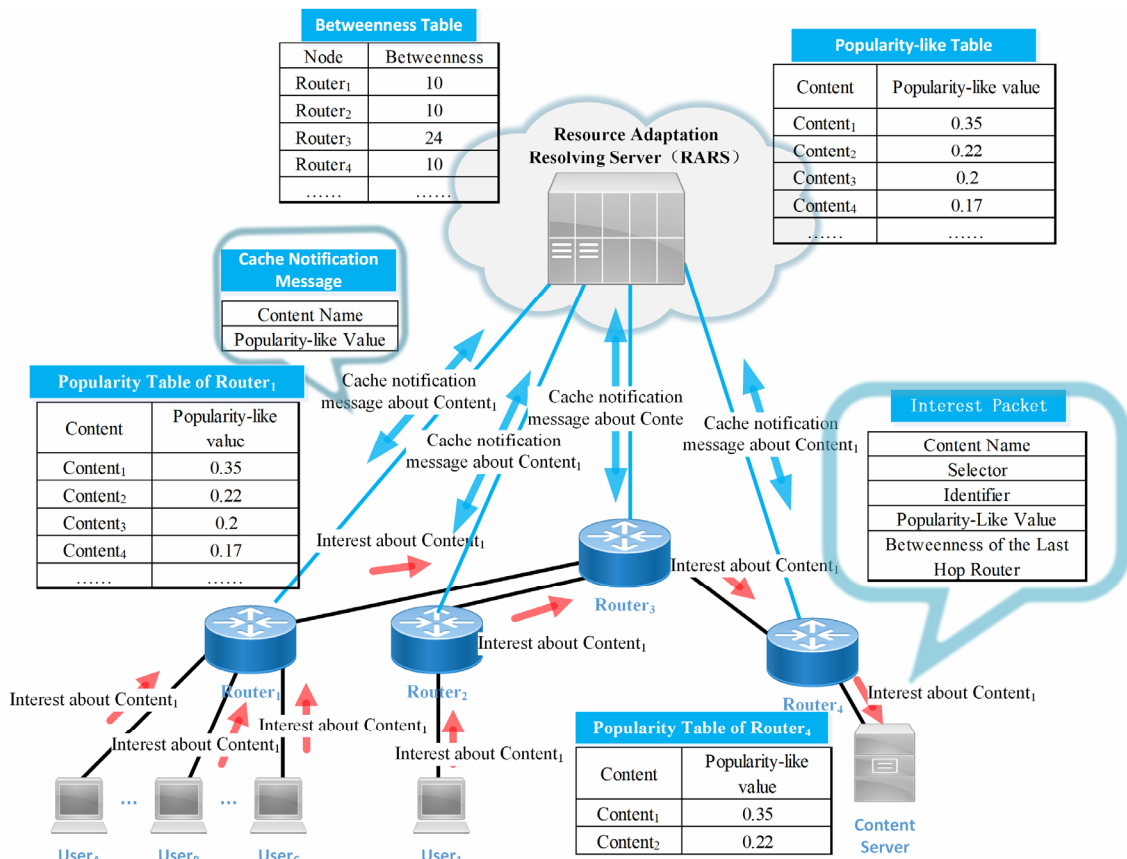 Betweenness Table
Node Betweenness
Router₁ 10
Router₂ 10
Router₃ 24
Router₄ 10
...... ......
Popularity-like Table
Content Popularity-like value
Content₁ 0.35
Content₂ 0.22
Content₃ 0.2
Content₄ 0.17
...... ......
Resource Adaptation
Resolving Server（RARS）
Cache Notification
Message
Content Name
Popularity-like Value
Popularity Table of Router₁
Content Popularity-like
value
Content₁ 0.35
Content₂ 0.22
Content₃ 0.2
Content₄ 0.17
...... ......
Cache notification
message about Content₁
Cache notification
message about Content₁
Cache notification
message about Conte
Cache notification
message about Content₁
Interest Packet
Content Name
Selector
Identifier
Popularity-Like Value
Betweenness of the Last
Hop Router
Interest about Content₁
Interest about Content₁
Router₃
Interest about Content₁
Router₁
Router₂
Router₄
Interest about Content₁
Interest about Content₁
Interest about Content₁
Interest about Content₁
Interest about Content₁
Popularity Table of Router₄
Content Popularity-like
value
Content₁ 0.35
Content₂ 0.22
... ...
Content
Server
User
User
User
User